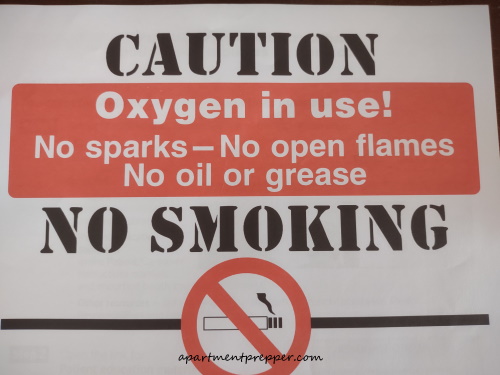 CAUTION
Oxygen in use!
No sparks — No open flames
No oil or grease
NO SMOKING
apartmentprepper.com